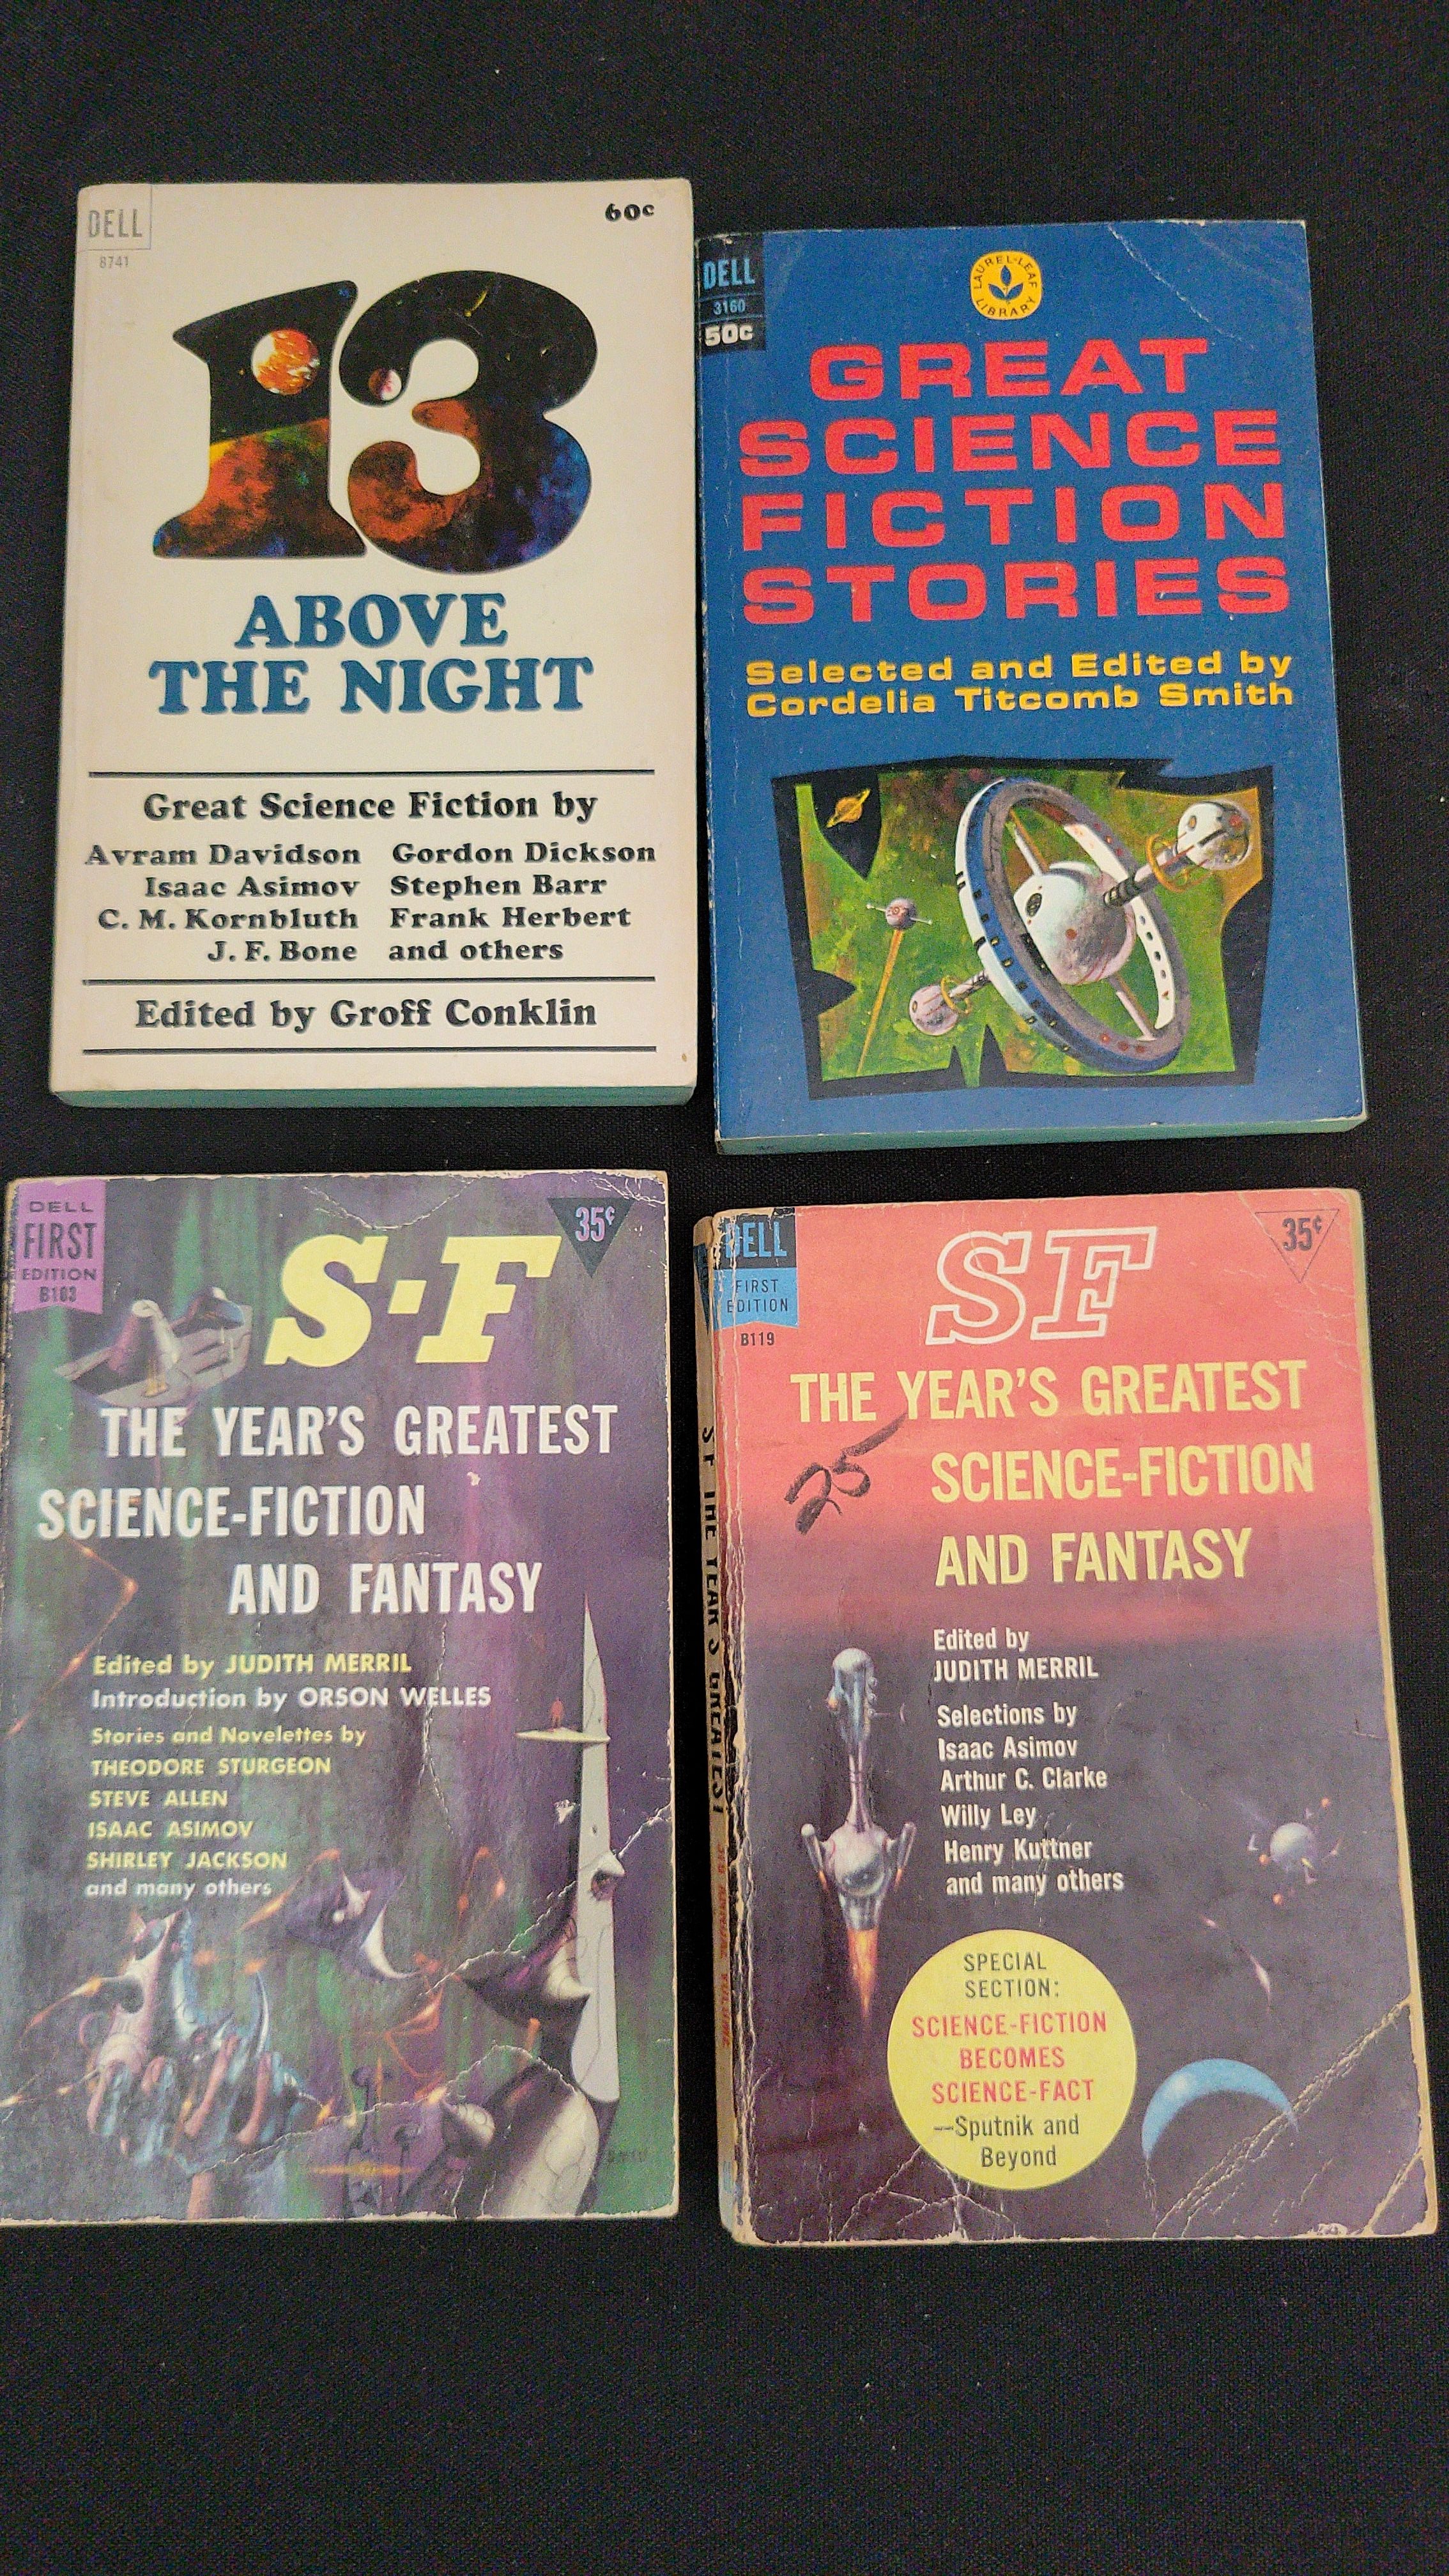 DELL
8741
60c
13
ABOVE
THE NIGHT
Great Science Fiction by
Avram Davidson Gordon Dickson
Isaac Asimov Stephen Barr
C. M. Kornbluth Frank Herbert
J. F. Bone and others
Edited by Groff Conklin
DELL
3160
50c
LAUREL-LEAF
LIBRARY
GREAT
SCIENCE
FICTION
STORIES
Selected and Edited by
Cordelia Titcomb Smith
DELL
FIRST
EDITION
B103
35¢
S-F
THE YEAR'S GREATEST
SCIENCE-FICTION
AND FANTASY
Edited by JUDITH MERRIL
Introduction by ORSON WELLES
Stories and Novelettes by
THEODORE STURGEON
STEVE ALLEN
ISAAC ASIMOV
SHIRLEY JACKSON
and many others
DELL
FIRST
EDITION
B119
35¢
SF
THE YEAR'S GREATEST
SCIENCE-FICTION
AND FANTASY
25
Edited by
JUDITH MERRIL
Selections by
Isaac Asimov
Arthur C. Clarke
Willy Ley
Henry Kuttner
and many others
SPECIAL
SECTION:
SCIENCE-FICTION
BECOMES
SCIENCE-FACT
—Sputnik and
Beyond
SF THE YEAR'S GREATEST 3rd ANNUAL VOLUME